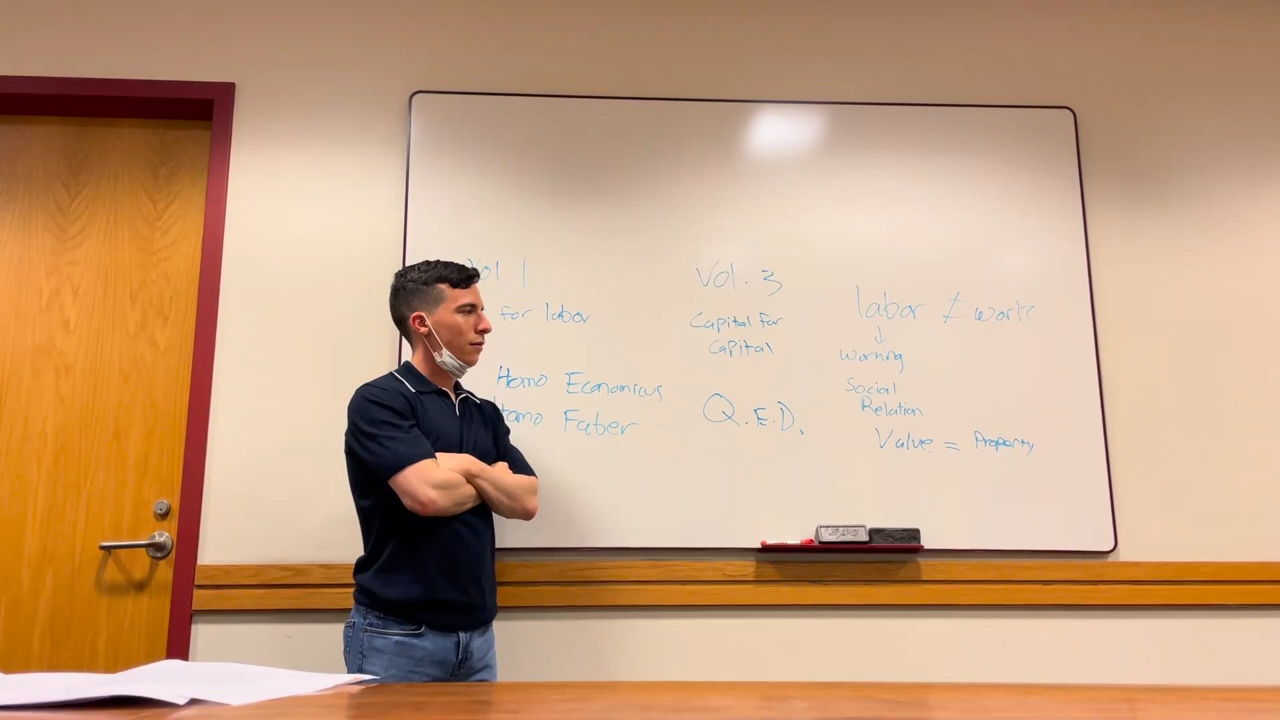 Vol. 1
for labor
Homo Economicus
Homo Faber
Vol. 3
Capital for
Capital
Q.E.D.
labor ≠ work
↓
working
Social
Relation
Value = Property